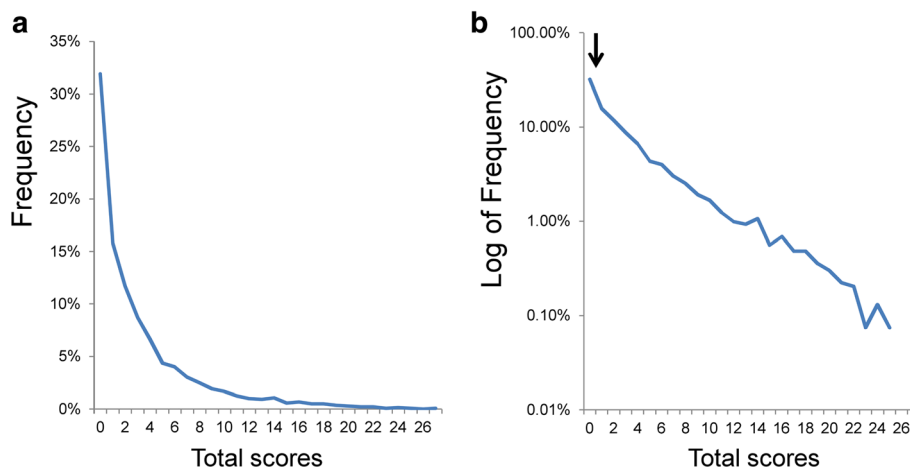 a
35%
30%
25%
20%
15%
10%
5%
0%
Frequency
0 2 4 6 8 10 12 14 16 18 20 22 24 26
Total scores
b
100.00%
10.00%
1.00%
0.10%
0.01%
Log of Frequency
0 2 4 6 8 10 12 14 16 18 20 22 24 26
Total scores